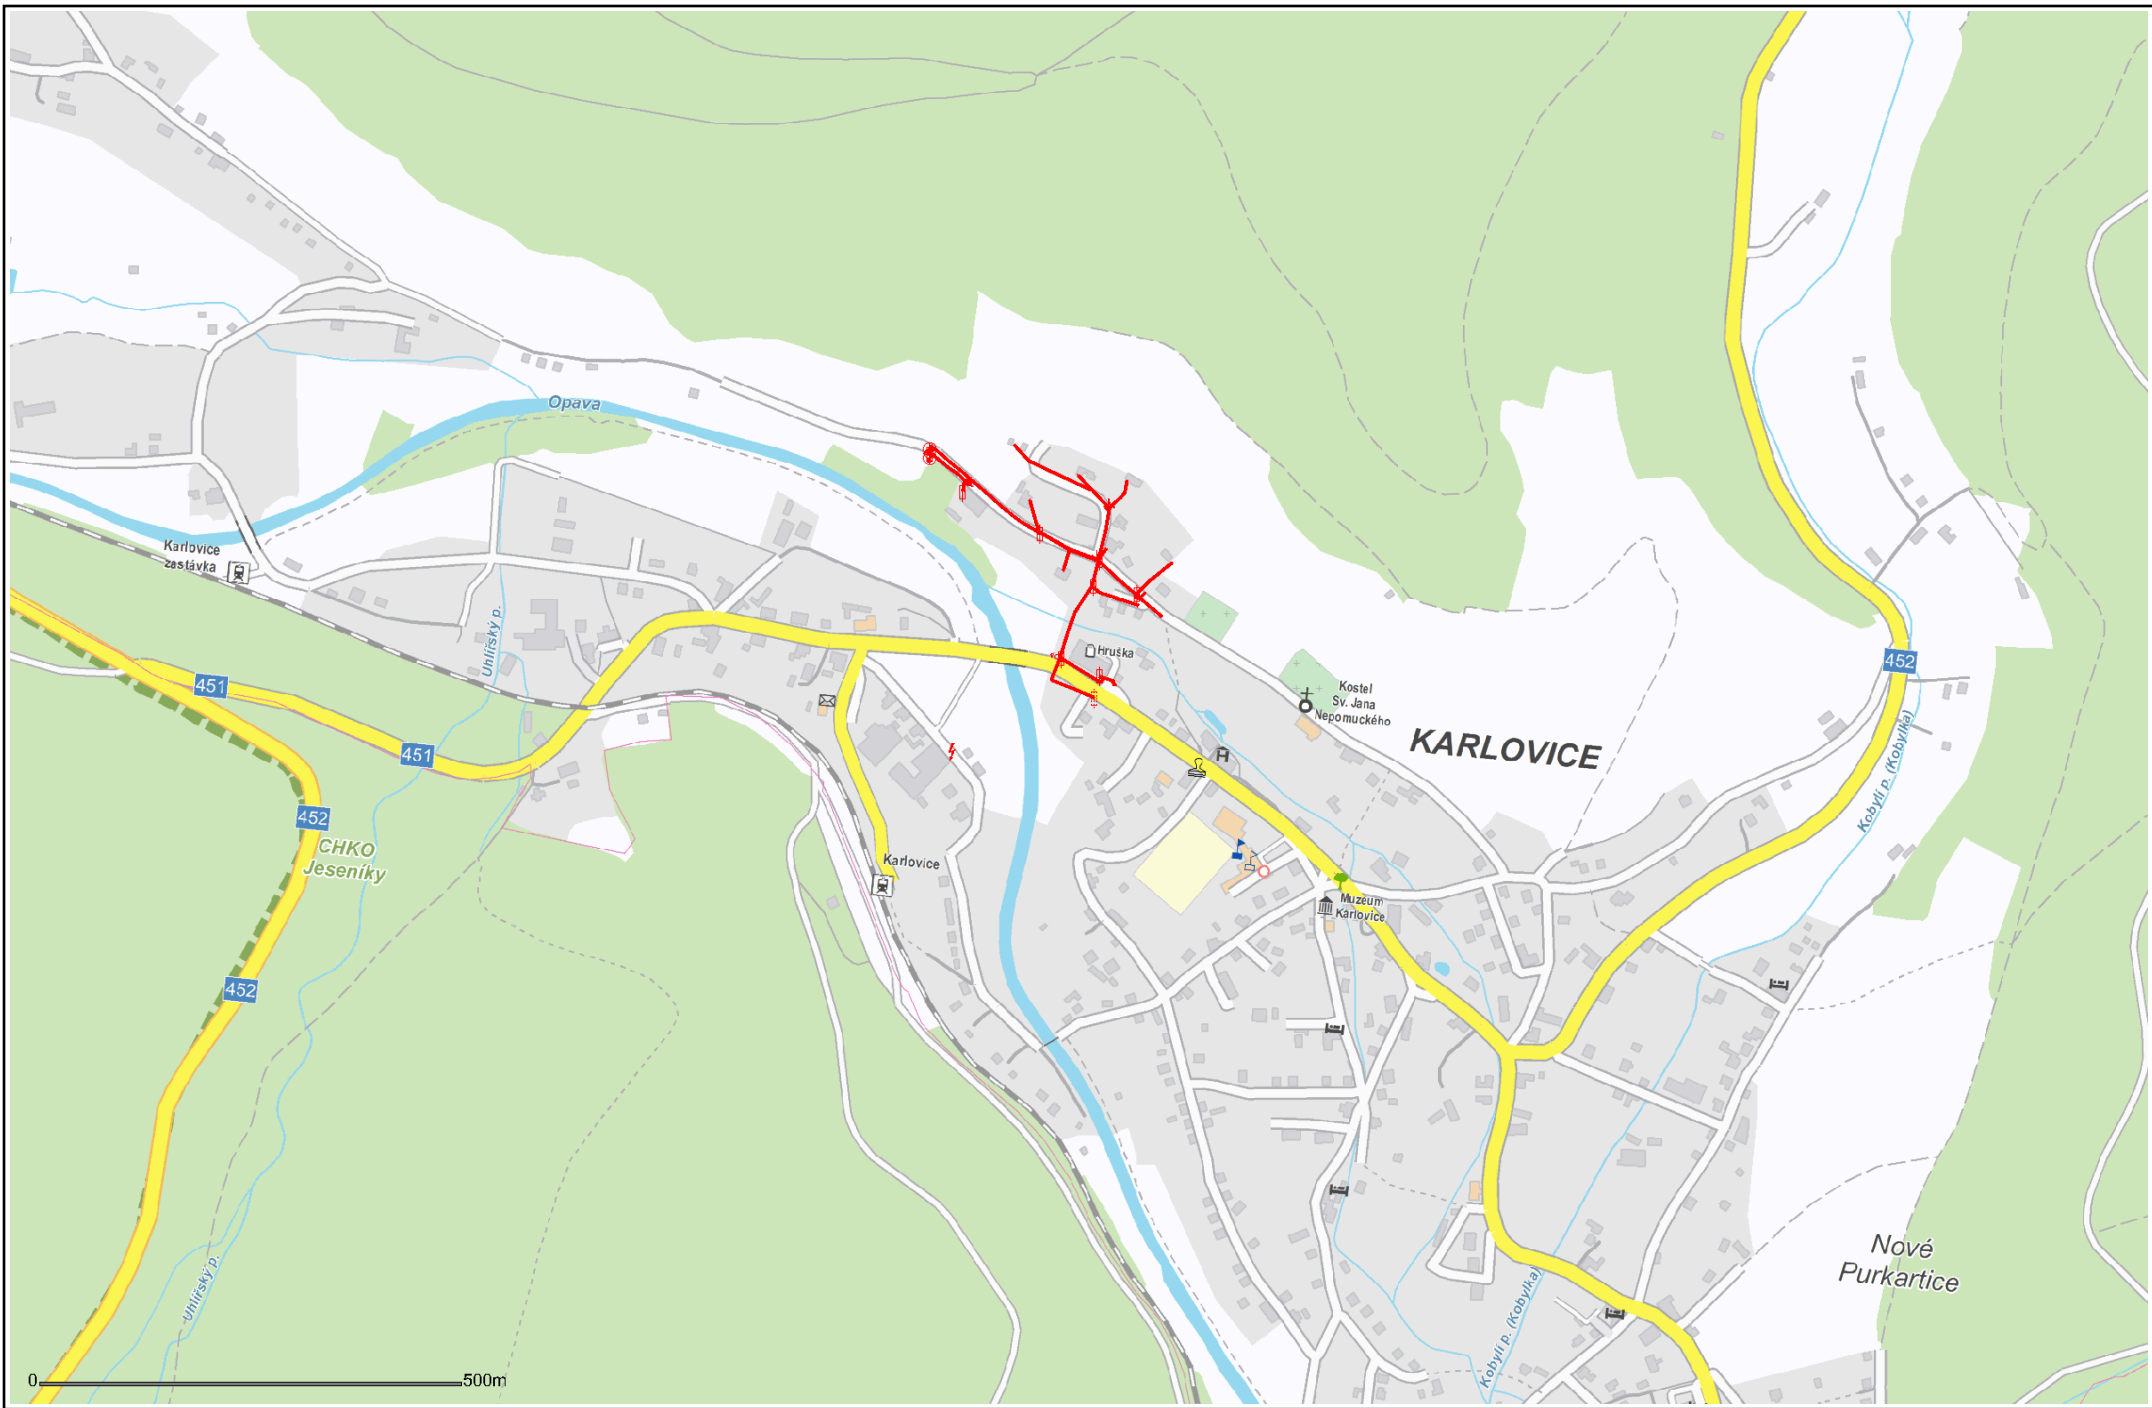 Opava
Karlovice
zastávka
Uhlířský p.
Hruška
452
451
Kostel
Sv. Jana
Nepomuckého
KARLOVICE
451
Kobylí p. (Kobylka)
452
CHKO
Jeseníky
Karlovice
Muzeum
Karlovice
452
Nové
Purkartice
Uhlířský p.
Kobylí p. (Kobylka)
0
500m